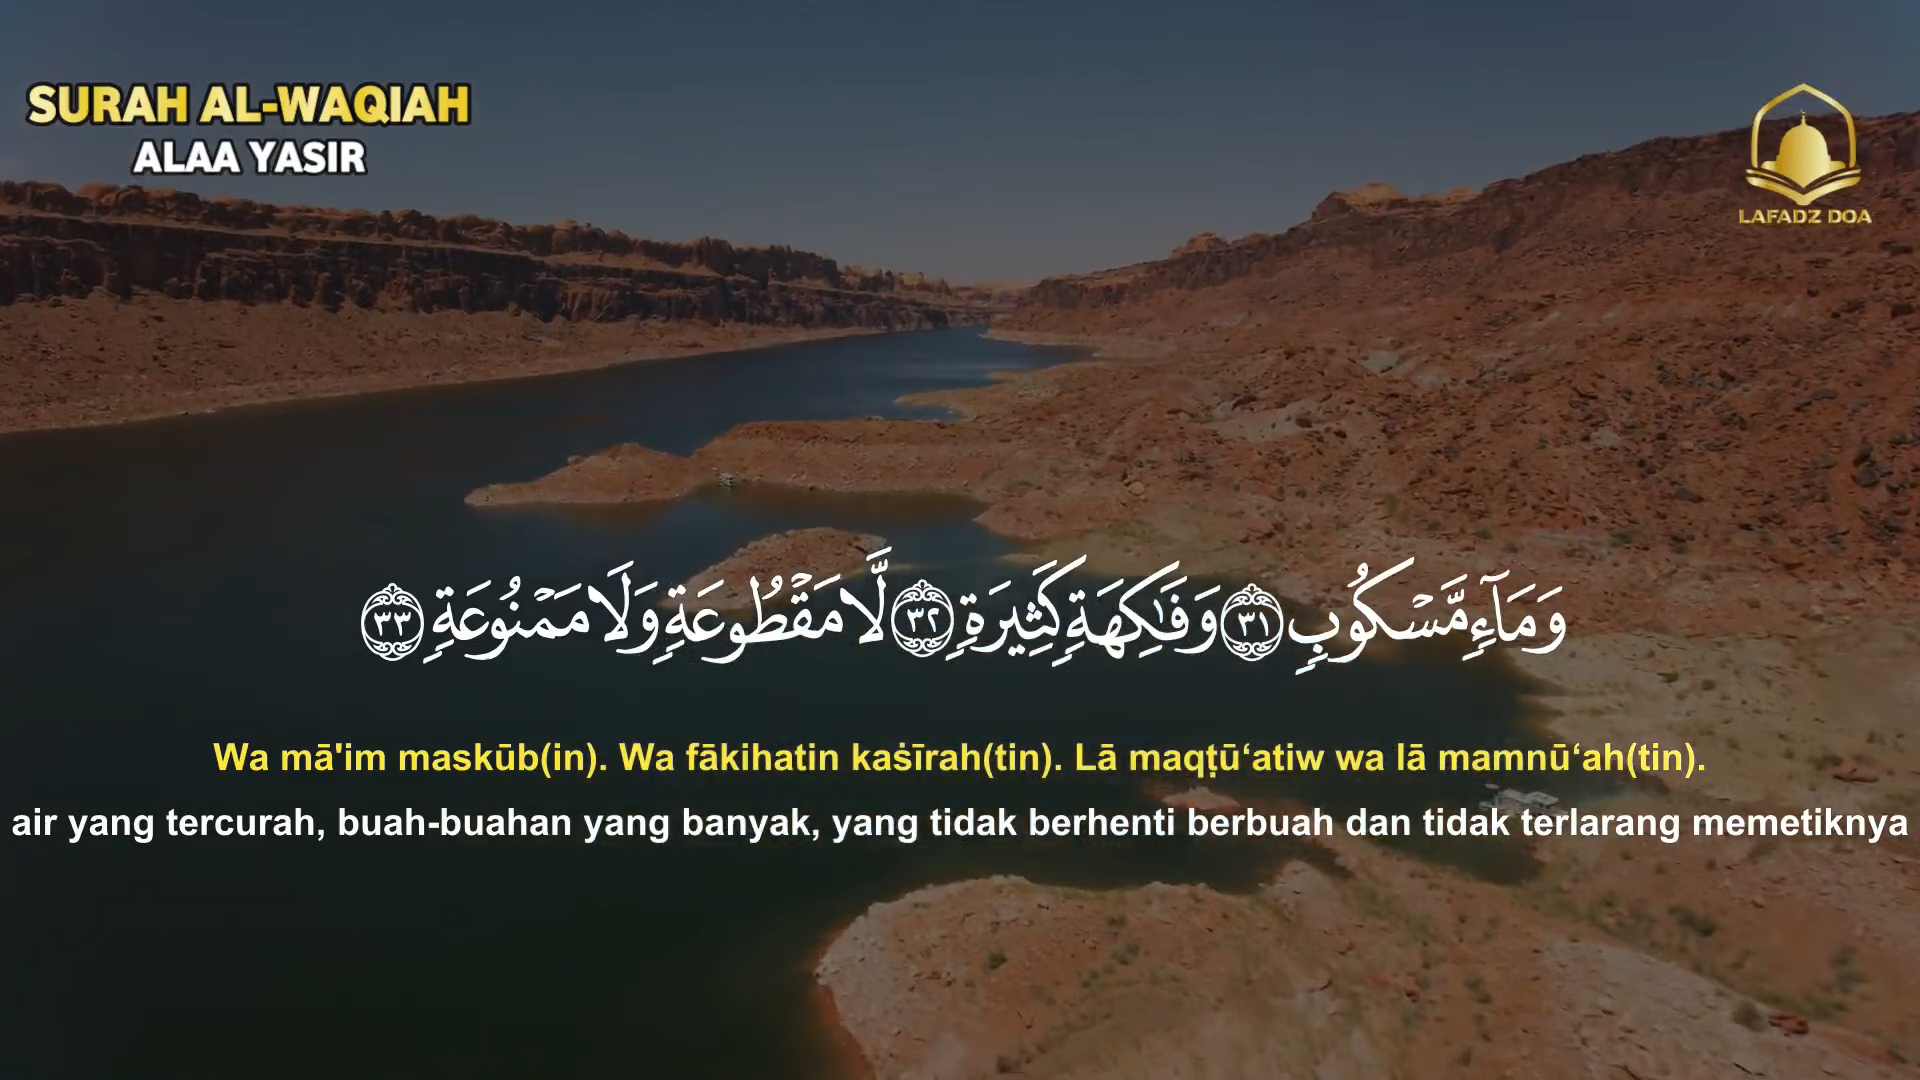 SURAH AL-WAQIAH
ALAA YASIR
LAFADZ DOA
وَمَآءٍ مَّسْكُوبٍ ٣١ وَفَٰكِهَةٍ كَثِيرَةٍ ٣٢ لَّا مَقْطُوعَةٍ وَلَا مَمْنُوعَةٍ ٣٣
Wa mā'im maskūb(in). Wa fākihatin kaṡīrah(tin). Lā maqṭū‘atiw wa lā mamnū‘ah(tin).
air yang tercurah, buah-buahan yang banyak, yang tidak berhenti berbuah dan tidak terlarang memetiknya